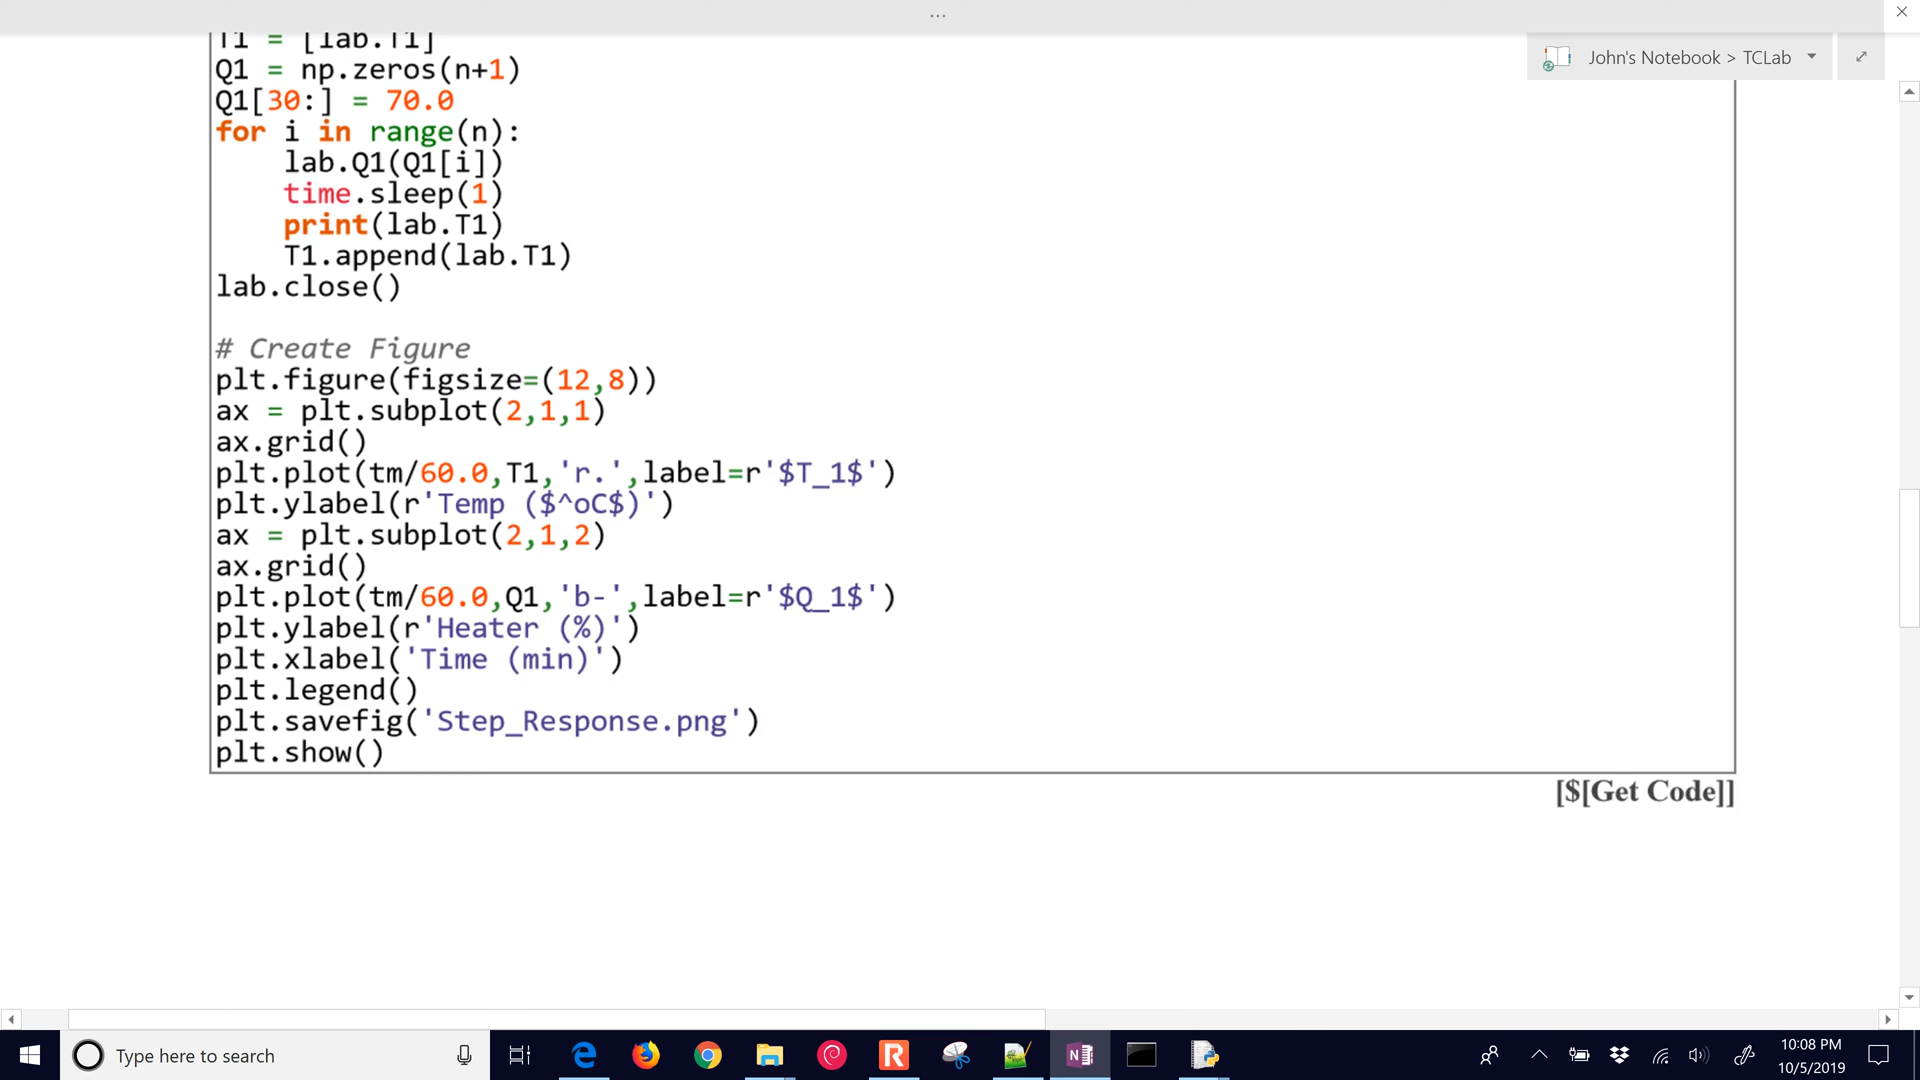 ...
John's Notebook > TCLab
T1 = [lab.T1]
Q1 = np.zeros(n+1)
Q1[30:] = 70.0
for i in range(n):
    lab.Q1(Q1[i])
    time.sleep(1)
    print(lab.T1)
    T1.append(lab.T1)
lab.close()
# Create Figure
plt.figure(figsize=(12,8))
ax = plt.subplot(2,1,1)
ax.grid()
plt.plot(tm/60.0,T1,'r.',label=r'$T_1$')
plt.ylabel(r'Temp ($^oC$)')
ax = plt.subplot(2,1,2)
ax.grid()
plt.plot(tm/60.0,Q1,'b-',label=r'$Q_1$')
plt.ylabel(r'Heater (%)')
plt.xlabel('Time (min)')
plt.legend()
plt.savefig('Step_Response.png')
plt.show()
[$[Get Code]]
Type here to search
10:08 PM
10/5/2019